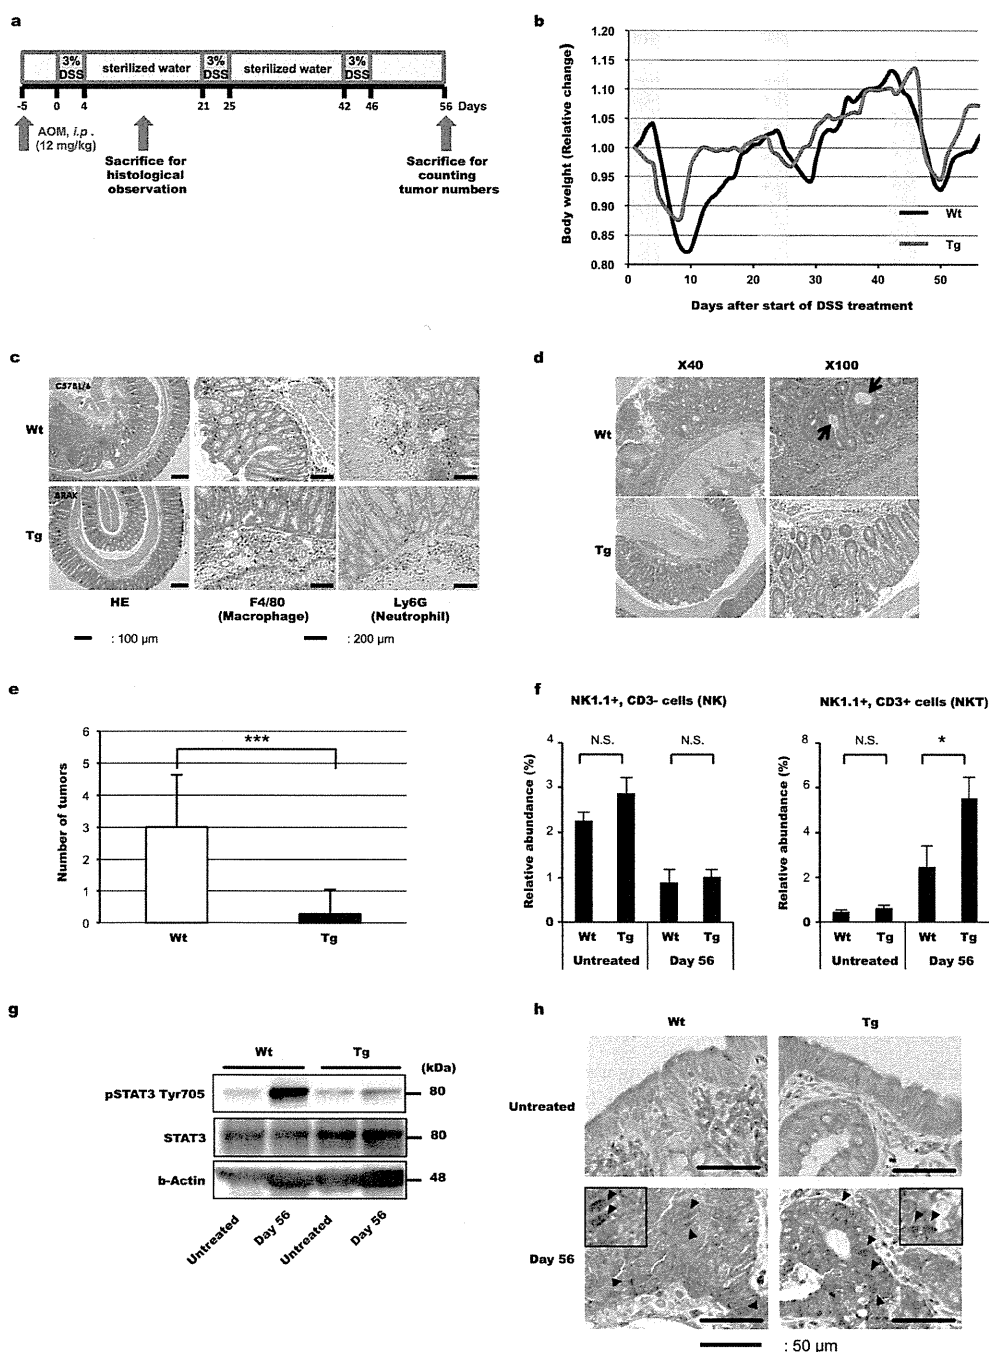 a
3% DSS
sterilized water
3% DSS
sterilized water
3% DSS
-5 0 4 21 25 42 46 56 Days
AOM, i.p.
(12 mg/kg)
Sacrifice for
histological
observation
Sacrifice for
counting
tumor numbers
b
Body weight (Relative change)
1.20
1.15
1.10
1.05
1.00
0.95
0.90
0.85
0.80
0 10 20 30 40 50
Days after start of DSS treatment
Wt
Tg
c
C57BL/6
Wt
Tg
HE
F4/80
(Macrophage)
Ly6G
(Neutrophil)
: 100 µm
: 200 µm
d
X40 X100
Wt
Tg
e
Number of tumors
6
5
4
3
2
1
0
***
Wt Tg
f
NK1.1+, CD3- cells (NK)
Relative abundance (%)
4
3
2
1
0
N.S. N.S.
Wt Tg Wt Tg
Untreated Day 56
NK1.1+, CD3+ cells (NKT)
Relative abundance (%)
8
6
4
2
0
N.S. *
Wt Tg Wt Tg
Untreated Day 56
g
Wt Tg (kDa)
pSTAT3 Tyr705 80
STAT3 80
b-Actin 48
Untreated Day 56 Untreated Day 56
h
Wt Tg
Untreated
Day 56
: 50 µm